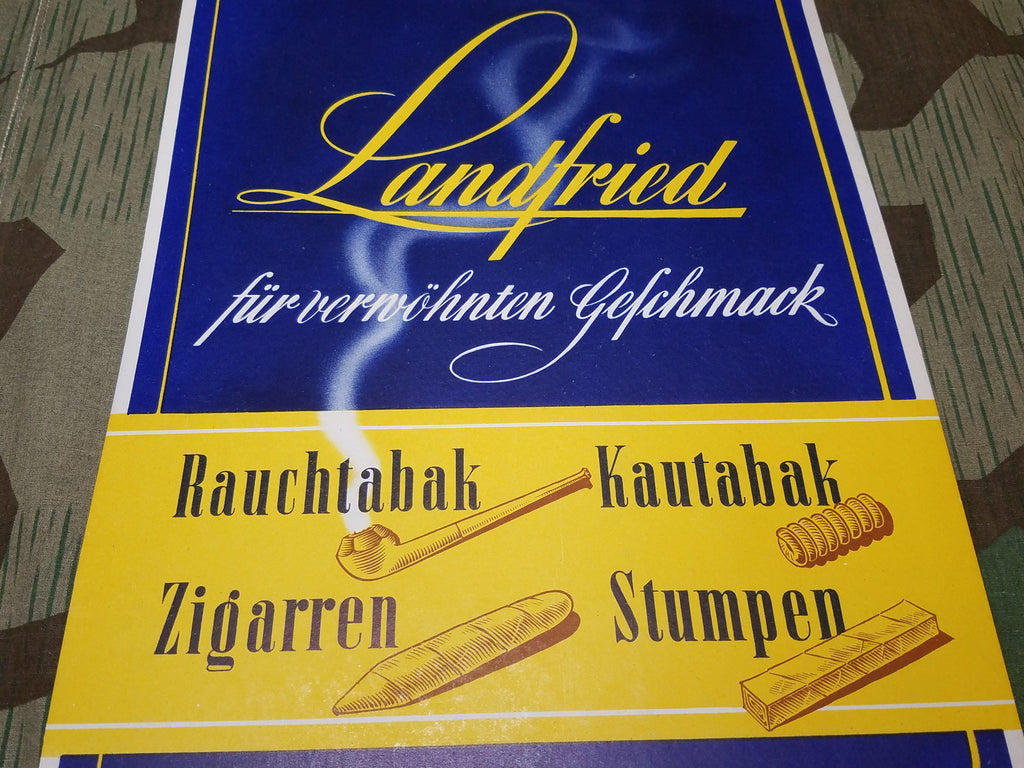 Landfried
für verwöhnten Geſchmack
Rauchtabak
Kautabak
Zigarren
Stumpen